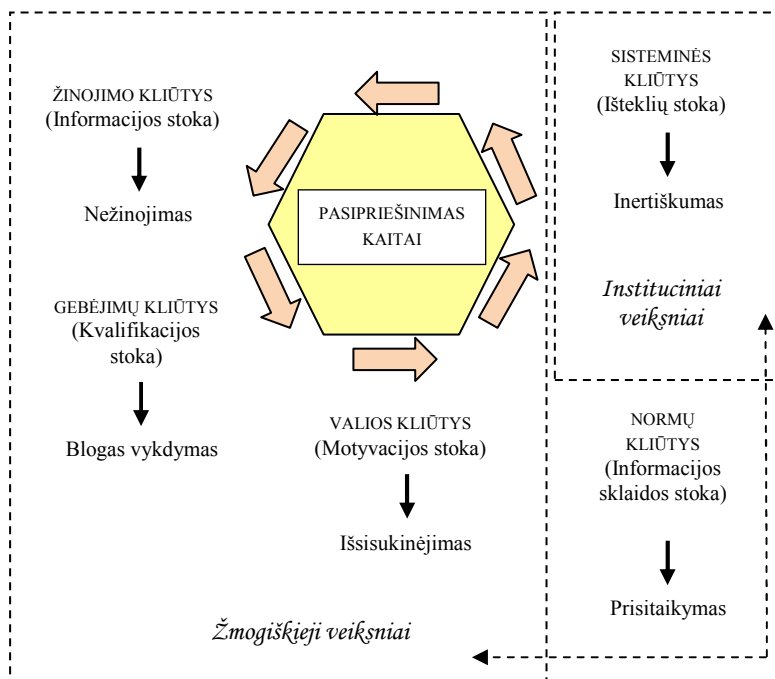 ŽINOJIMO KLIŪTYS
(Informacijos stoka)
Nežinojimas
GEBĖJIMŲ KLIŪTYS
(Kvalifikacijos
stoka)
Blogas vykdymas
PASIPRIEŠINIMAS
KAITAI
VALIOS KLIŪTYS
(Motyvacijos stoka)
Išsisukinėjimas
Žmogiškieji veiksniai
SISTEMINĖS
KLIŪTYS
(Išteklių stoka)
Inertiškumas
Instituciniai
veiksniai
NORMŲ
KLIŪTYS
(Informacijos
sklaidos stoka)
Prisitaikymas